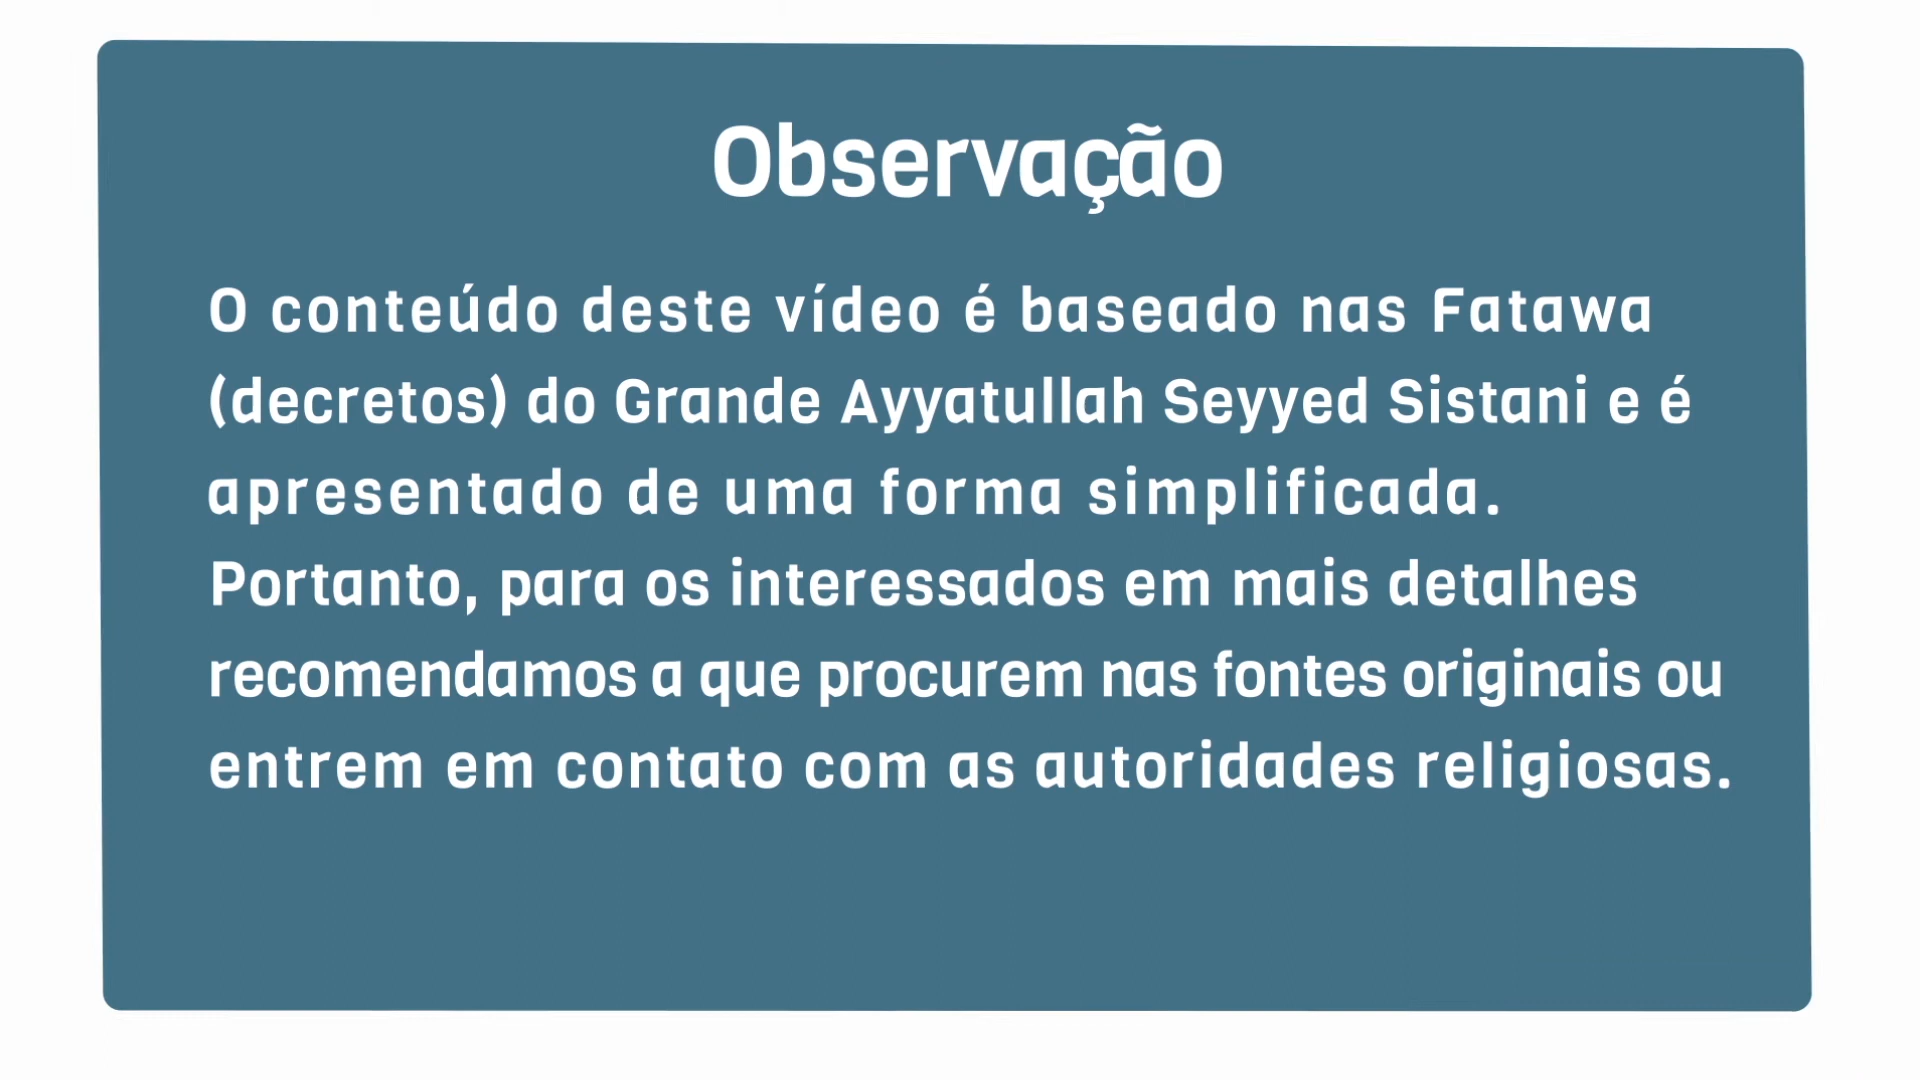 Observação
O conteúdo deste vídeo é baseado nas Fatawa
(decretos) do Grande Ayyatullah Seyyed Sistani e é
apresentado de uma forma simplificada.
Portanto, para os interessados em mais detalhes
recomendamos a que procurem nas fontes originais ou
entrem em contato com as autoridades religiosas.